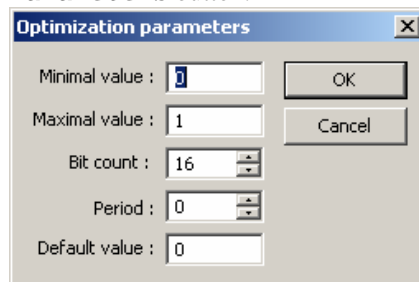 Optimization parameters
Minimal value : 0
OK
Maximal value : 1
Cancel
Bit count : 16
Period : 0
Default value : 0